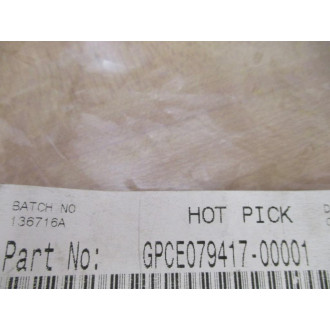 BATCH NO
136716A
HOT PICK
Part No: GPCE079417-00001